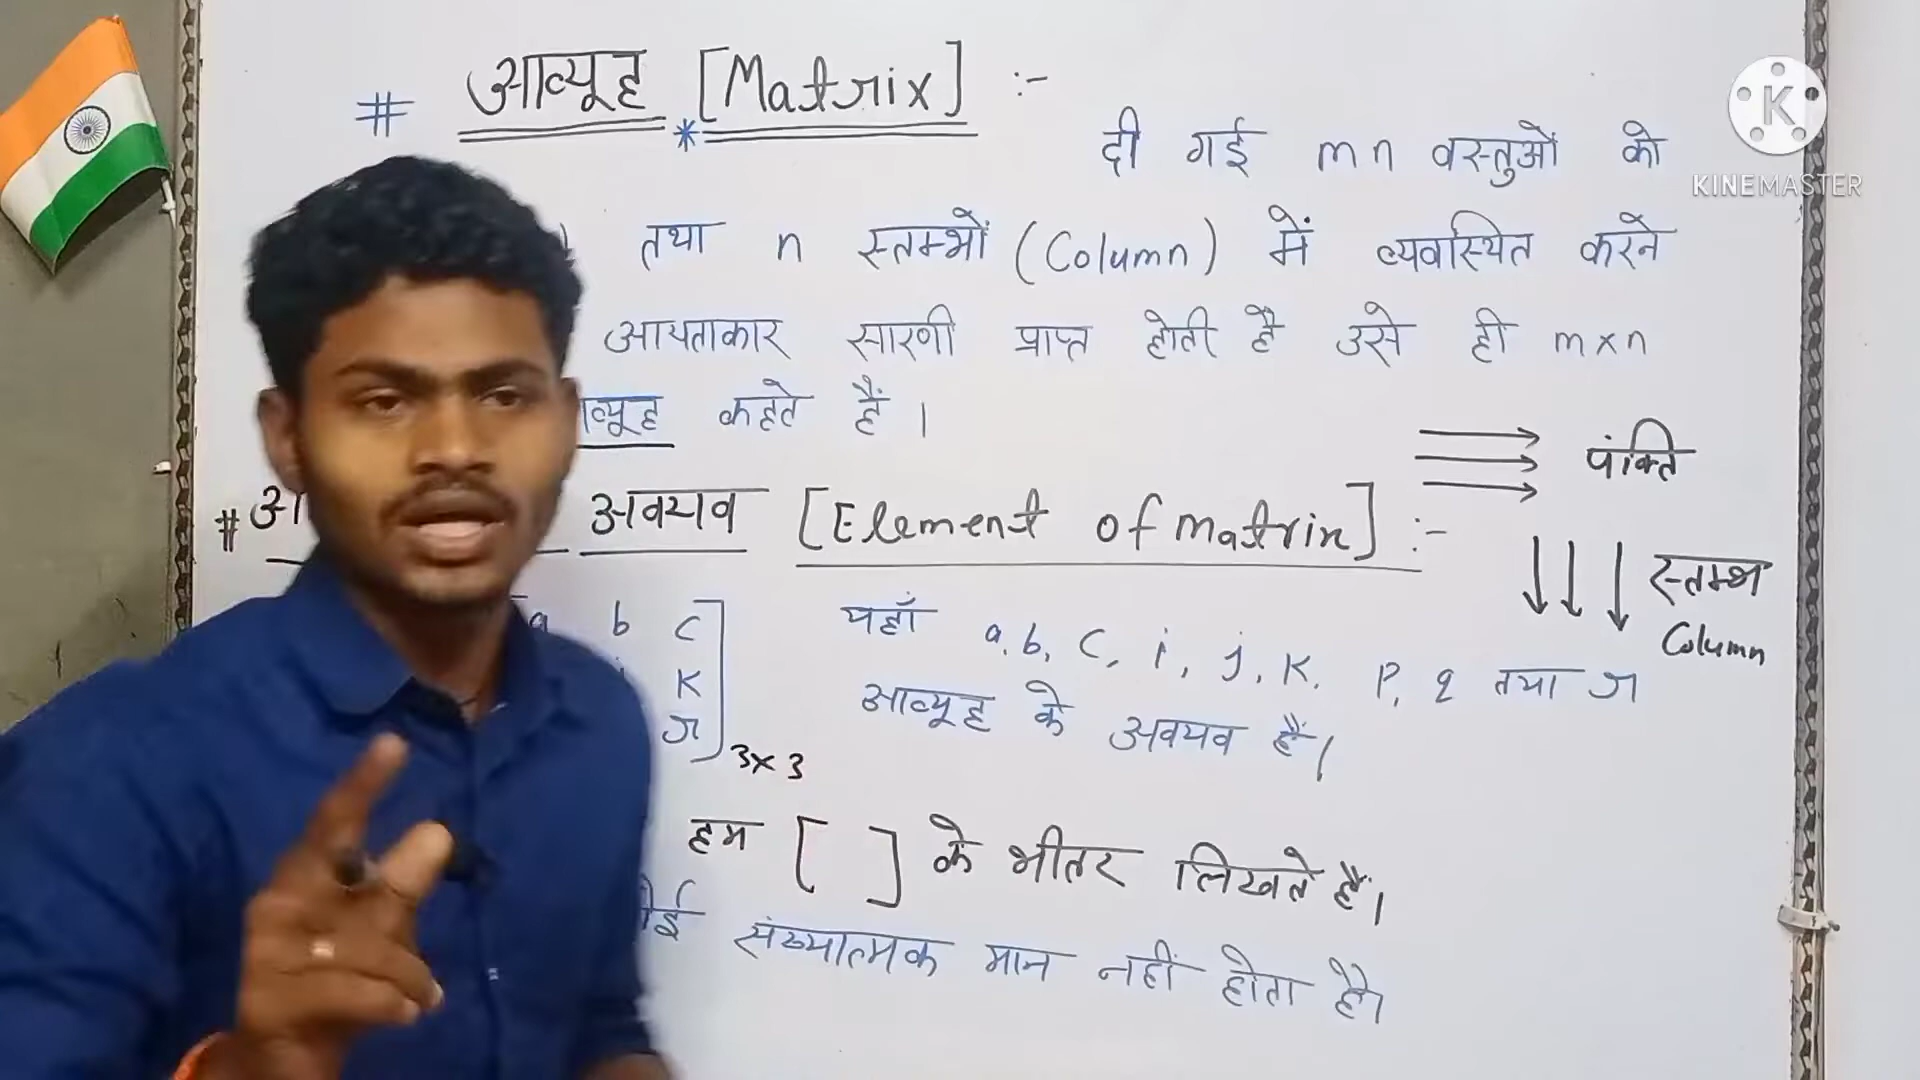 # आव्यूह [Matrix] :-
KINEMASTER
दी गई mn वस्तुओं को
तथा n स्तम्भों (Column) में व्यवस्थित करने
आयताकार सारणी प्राप्त होती है उसे ही m×n
व्यूह कहते हैं।
पंक्ति
# आ अवयव [Element of matrix] :-
स्तम्भ
Column
a b c
K
r
3×3
यहाँ a, b, c, i, j, K, P, q तथा r
आव्यूह के अवयव हैं।
हम [ ] के भीतर लिखते हैं।
संख्यात्मक मान नहीं होता है।